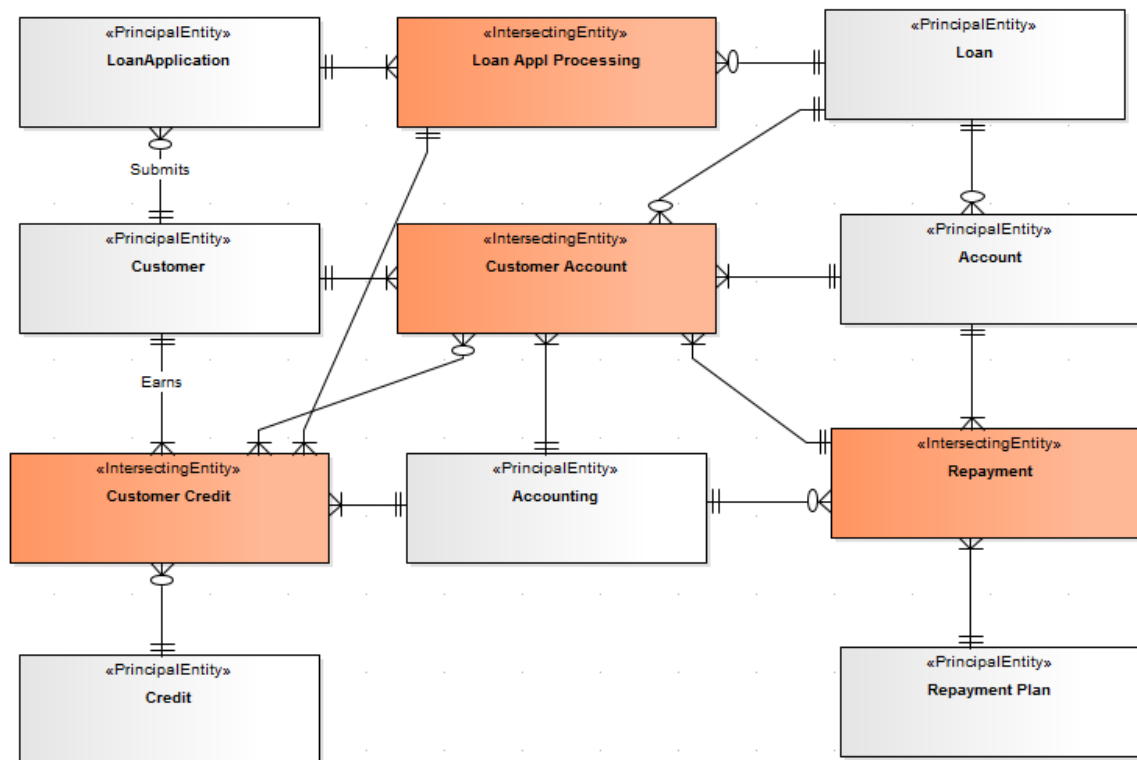 «PrincipalEntity»
LoanApplication
«IntersectingEntity»
Loan Appl Processing
«PrincipalEntity»
Loan
Submits
«PrincipalEntity»
Customer
«IntersectingEntity»
Customer Account
«PrincipalEntity»
Account
Earns
«IntersectingEntity»
Customer Credit
«PrincipalEntity»
Accounting
«IntersectingEntity»
Repayment
«PrincipalEntity»
Credit
«PrincipalEntity»
Repayment Plan